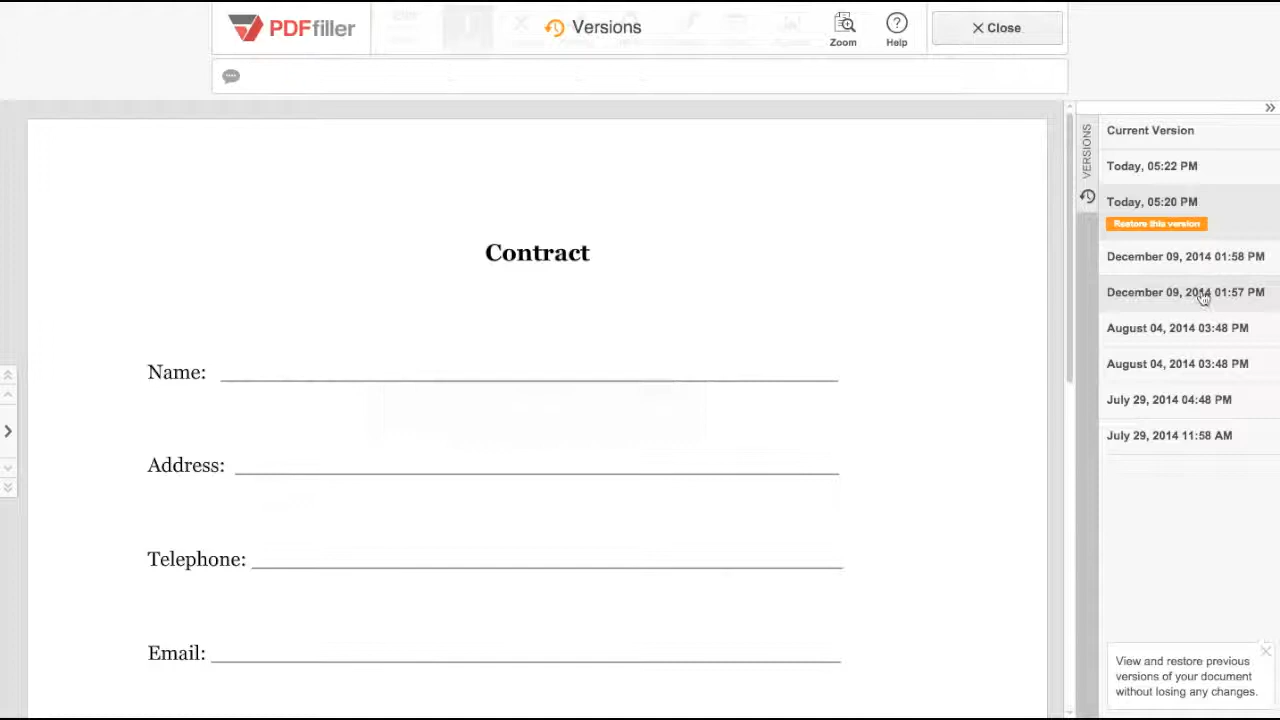 PDFfiller
Versions
Zoom
Help
Close
Contract
Name:
Address:
Telephone:
Email:
VERSIONS
Current Version
Today, 05:22 PM
Today, 05:20 PM
Restore this version
December 09, 2014 01:58 PM
December 09, 2014 01:57 PM
August 04, 2014 03:48 PM
August 04, 2014 03:48 PM
July 29, 2014 04:48 PM
July 29, 2014 11:58 AM
View and restore previous
versions of your document
without losing any changes.